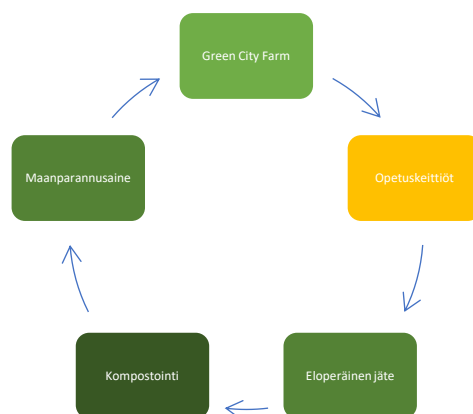 Green City Farm
Opetuskeittiöt
Eloperäinen jäte
Kompostointi
Maanparannusaine